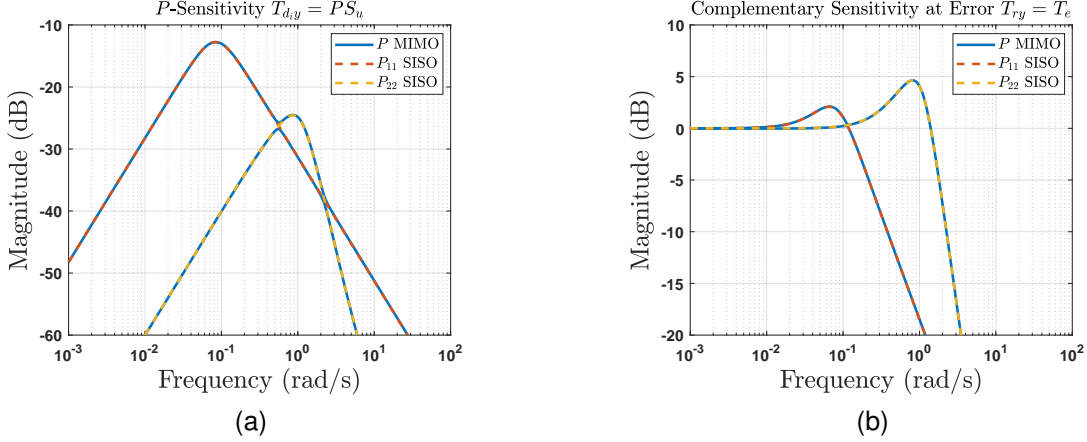 P-Sensitivity T_{d_i y} = PS_u
Magnitude (dB)
-10
-20
-30
-40
-50
-60
P MIMO
P_{11} SISO
P_{22} SISO
10^{-3}
10^{-2}
10^{-1}
10^{0}
10^{1}
10^{2}
Frequency (rad/s)
(a)
Complementary Sensitivity at Error T_{ry} = T_e
Magnitude (dB)
10
5
0
-5
-10
-15
-20
P MIMO
P_{11} SISO
P_{22} SISO
10^{-3}
10^{-2}
10^{-1}
10^{0}
10^{1}
10^{2}
Frequency (rad/s)
(b)